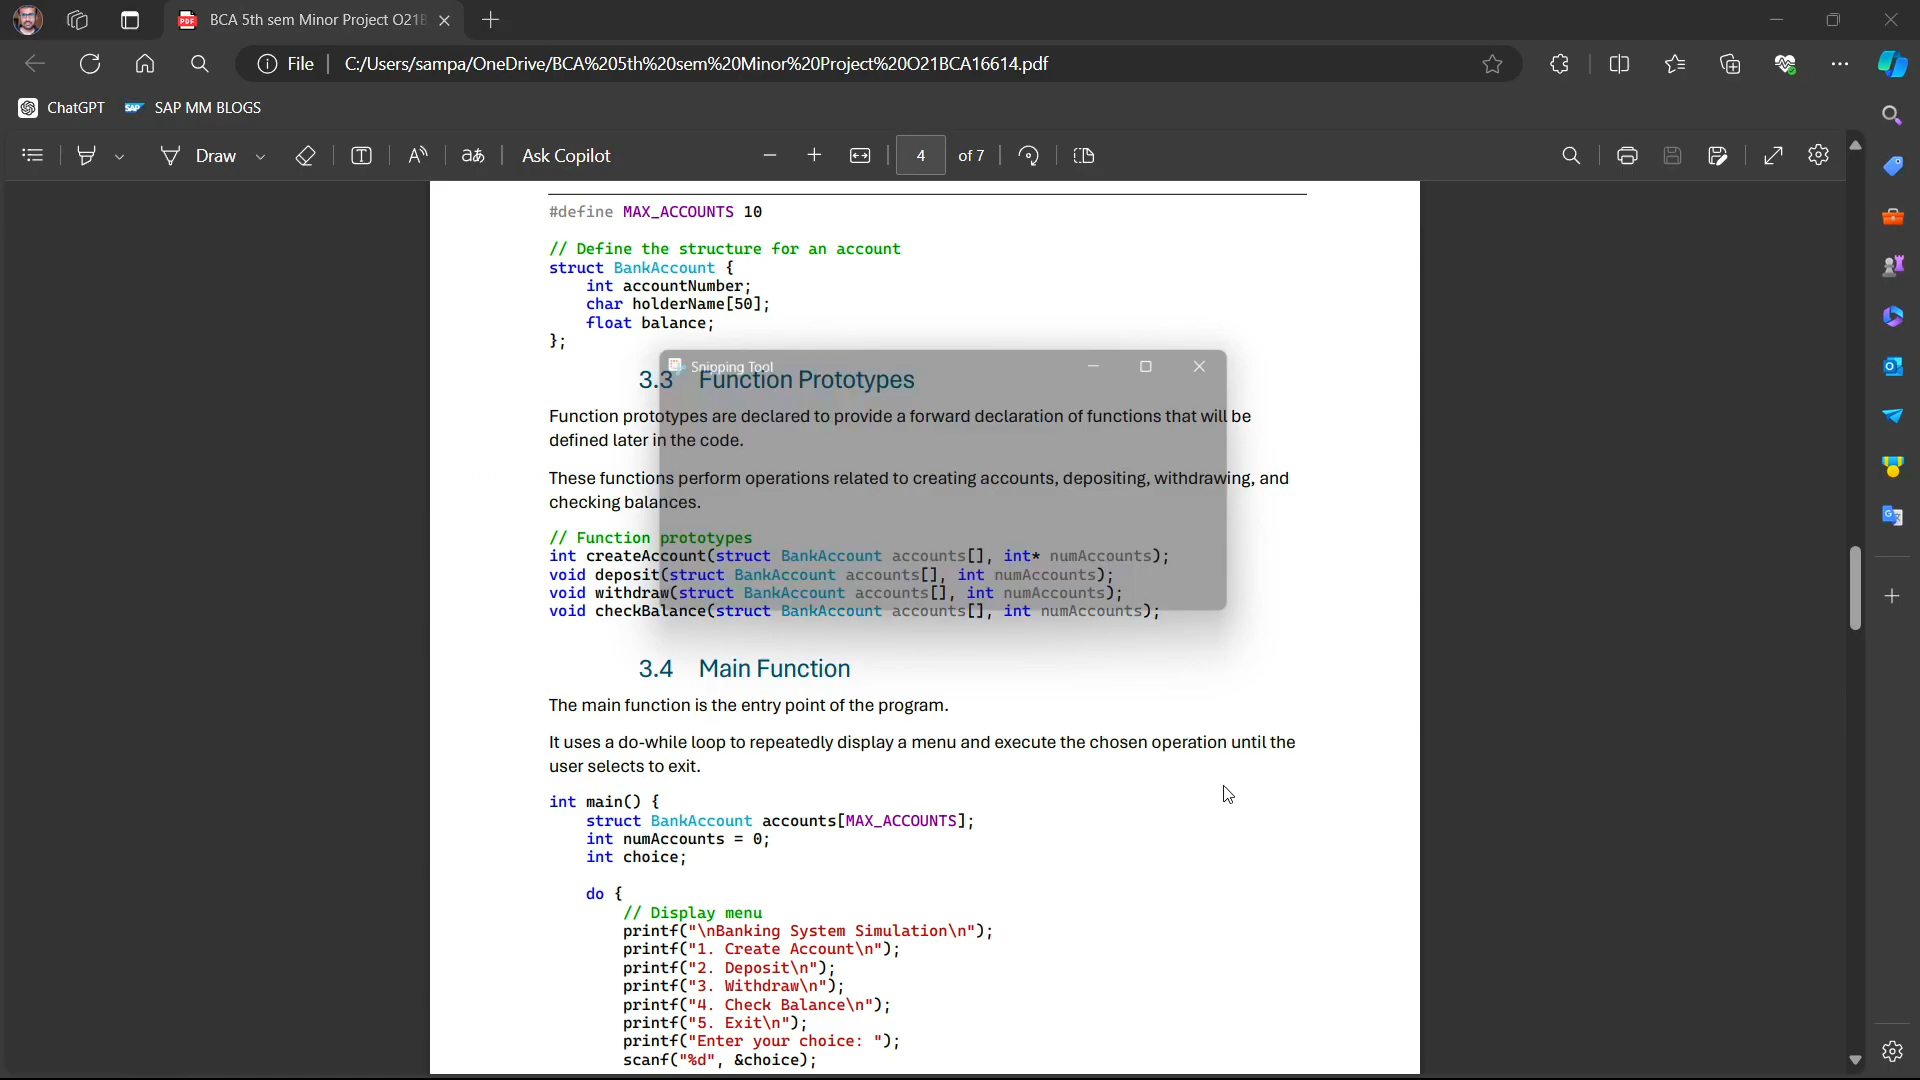 BCA 5th sem Minor Project O21B
File
C:/Users/sampa/OneDrive/BCA%205th%20sem%20Minor%20Project%20O21BCA16614.pdf
ChatGPT
SAP MM BLOGS
Draw
Ask Copilot
4 of 7
#define MAX_ACCOUNTS 10
// Define the structure for an account
struct BankAccount {
int accountNumber;
char holderName[50];
float balance;
};
Snipping Tool
3.3 Function Prototypes
Function prototypes are declared to provide a forward declaration of functions that will be
defined later in the code.
These functions perform operations related to creating accounts, depositing, withdrawing, and
checking balances.
// Function prototypes
int createAccount(struct BankAccount accounts[], int* numAccounts);
void deposit(struct BankAccount accounts[], int numAccounts);
void withdraw(struct BankAccount accounts[], int numAccounts);
void checkBalance(struct BankAccount accounts[], int numAccounts);
3.4 Main Function
The main function is the entry point of the program.
It uses a do-while loop to repeatedly display a menu and execute the chosen operation until the
user selects to exit.
int main() {
struct BankAccount accounts[MAX_ACCOUNTS];
int numAccounts = 0;
int choice;
do {
// Display menu
printf("\nBanking System Simulation\n");
printf("1. Create Account\n");
printf("2. Deposit\n");
printf("3. Withdraw\n");
printf("4. Check Balance\n");
printf("5. Exit\n");
printf("Enter your choice: ");
scanf("%d", &choice);